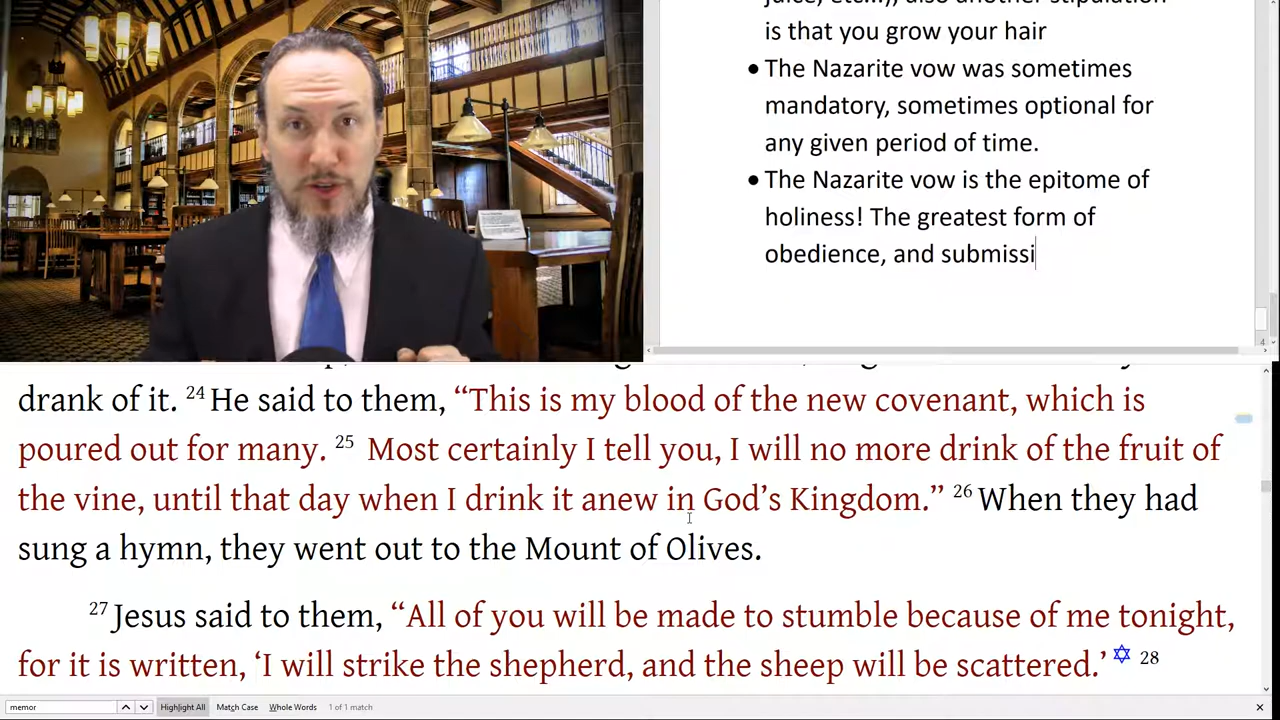 juice, etc...), also another stipulation
is that you grow your hair
• The Nazarite vow was sometimes
mandatory, sometimes optional for
any given period of time.
• The Nazarite vow is the epitome of
holiness! The greatest form of
obedience, and submissi
drank of it. 24 He said to them, “This is my blood of the new covenant, which is
poured out for many. 25 Most certainly I tell you, I will no more drink of the fruit of
the vine, until that day when I drink it anew in God’s Kingdom.” 26 When they had
sung a hymn, they went out to the Mount of Olives.
27 Jesus said to them, “All of you will be made to stumble because of me tonight,
for it is written, ‘I will strike the shepherd, and the sheep will be scattered.’✡ 28
memor
Highlight All Match Case Whole Words 1 of 1 match